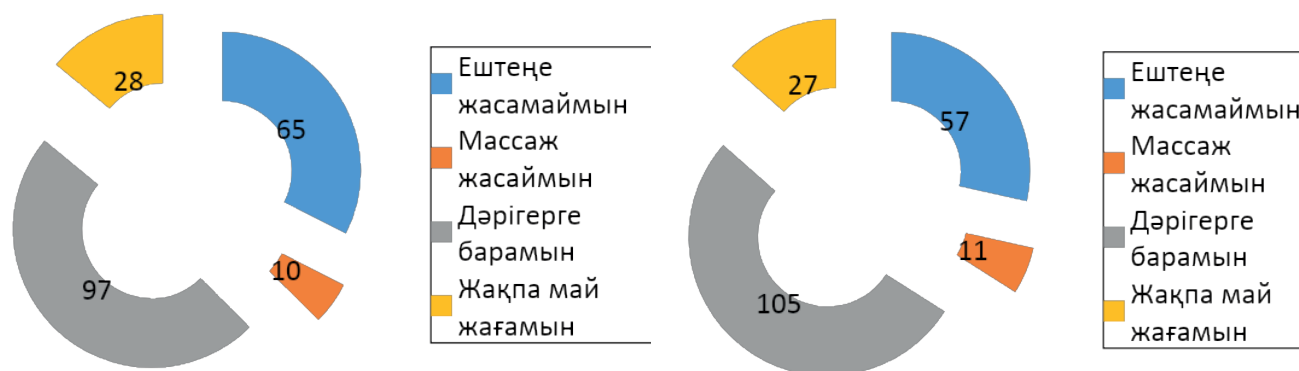 28
65
10
97
Ештеңе
жасамаймын
Массаж
жасаймын
Дәрігерге
барамын
Жақпа май
жағамын
27
57
11
105
Ештеңе
жасамаймын
Массаж
жасаймын
Дәрігерге
барамын
Жақпа май
жағамын